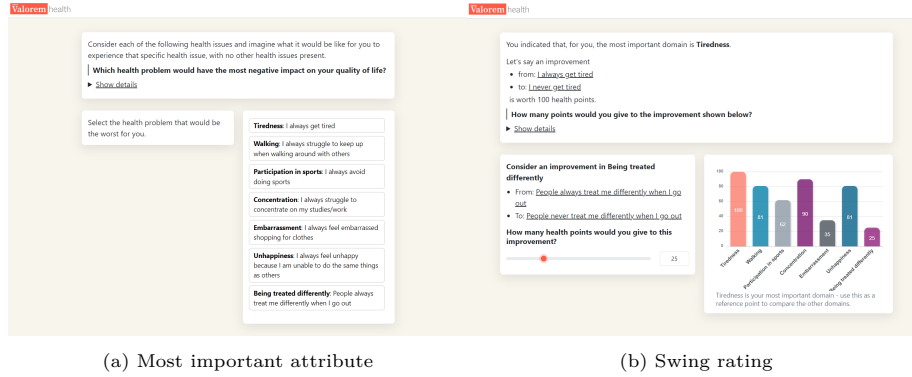 Valorem health
Consider each of the following health issues and imagine what it would be like for you to
experience that specific health issue, with no other health issues present.
Which health problem would have the most negative impact on your quality of life?
► Show details
Select the health problem that would be
the worst for you.
Tiredness: I always get tired
Walking: I always struggle to keep up
when walking around with others
Participation in sports: I always avoid
doing sports
Concentration: I always struggle to
concentrate on my studies/work
Embarrassment: I always feel embarrassed
shopping for clothes
Unhappiness: I always feel unhappy
because I am unable to do the same things
as others
Being treated differently: People always
treat me differently when I go out
(a) Most important attribute
Valorem health
You indicated that, for you, the most important domain is Tiredness.
Let's say an improvement
• from: I always get tired
• to: I never get tired
is worth 100 health points.
How many points would you give to the improvement shown below?
► Show details
Consider an improvement in Being treated
differently
• From: People always treat me differently when I go
out
• To: People never treat me differently when I go out
How many health points would you give to this
improvement?
25
100
80
60
40
20
0
100
81
62
90
35
81
25
Tiredness
Walking
Participation in sports
Concentration
Embarrassment
Unhappiness
Being treated differently
Tiredness is your most important domain - use this as a
reference point to compare the other domains.
(b) Swing rating